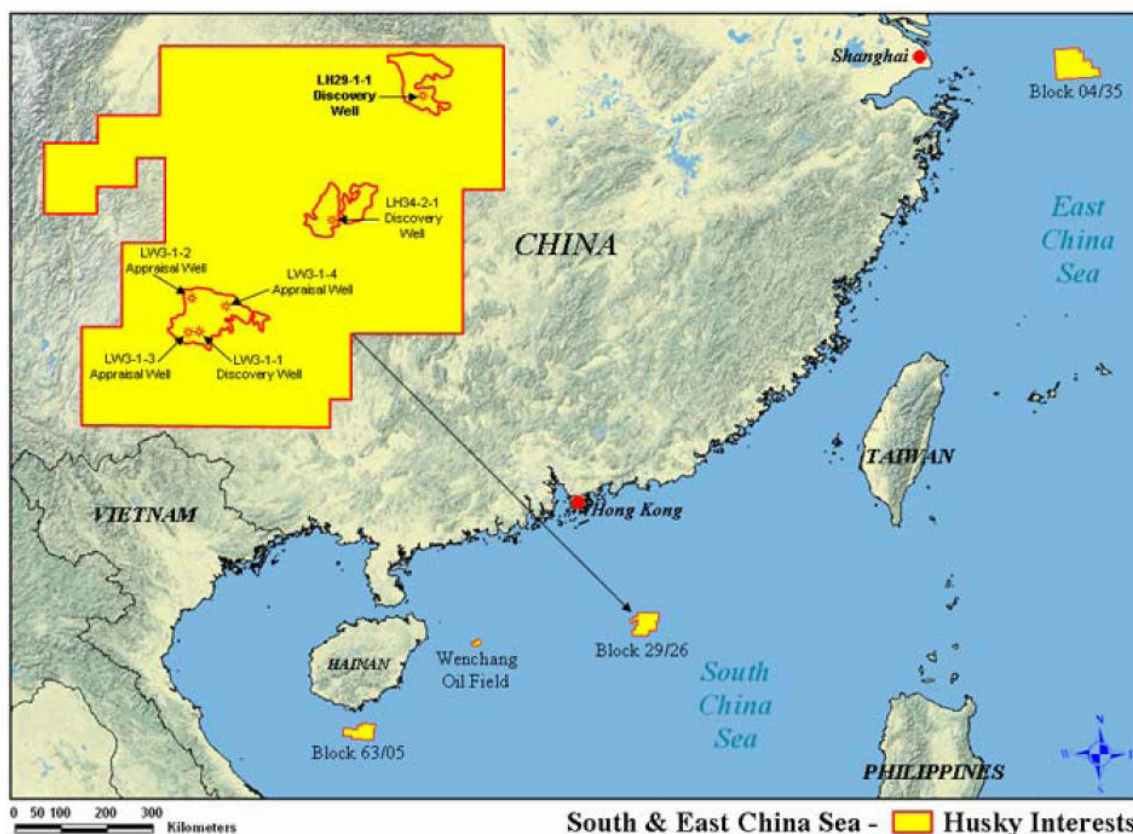 LH29-1-1
Discovery
Well
Shanghai
Block 04/35
LH34-2-1
Discovery
Well
East
China
Sea
CHINA
LW3-1-2
Appraisal Well
LW3-1-4
Appraisal Well
LW3-1-3
Appraisal Well
LW3-1-1
Discovery Well
TAIWAN
VIETNAM
Hong Kong
HAINAN
Wenchang
Oil Field
Block 29/26
South
China
Sea
Block 63/05
N
W
E
S
PHILIPPINES
0 50 100 200 300
Kilometers
South & East China Sea - Husky Interests